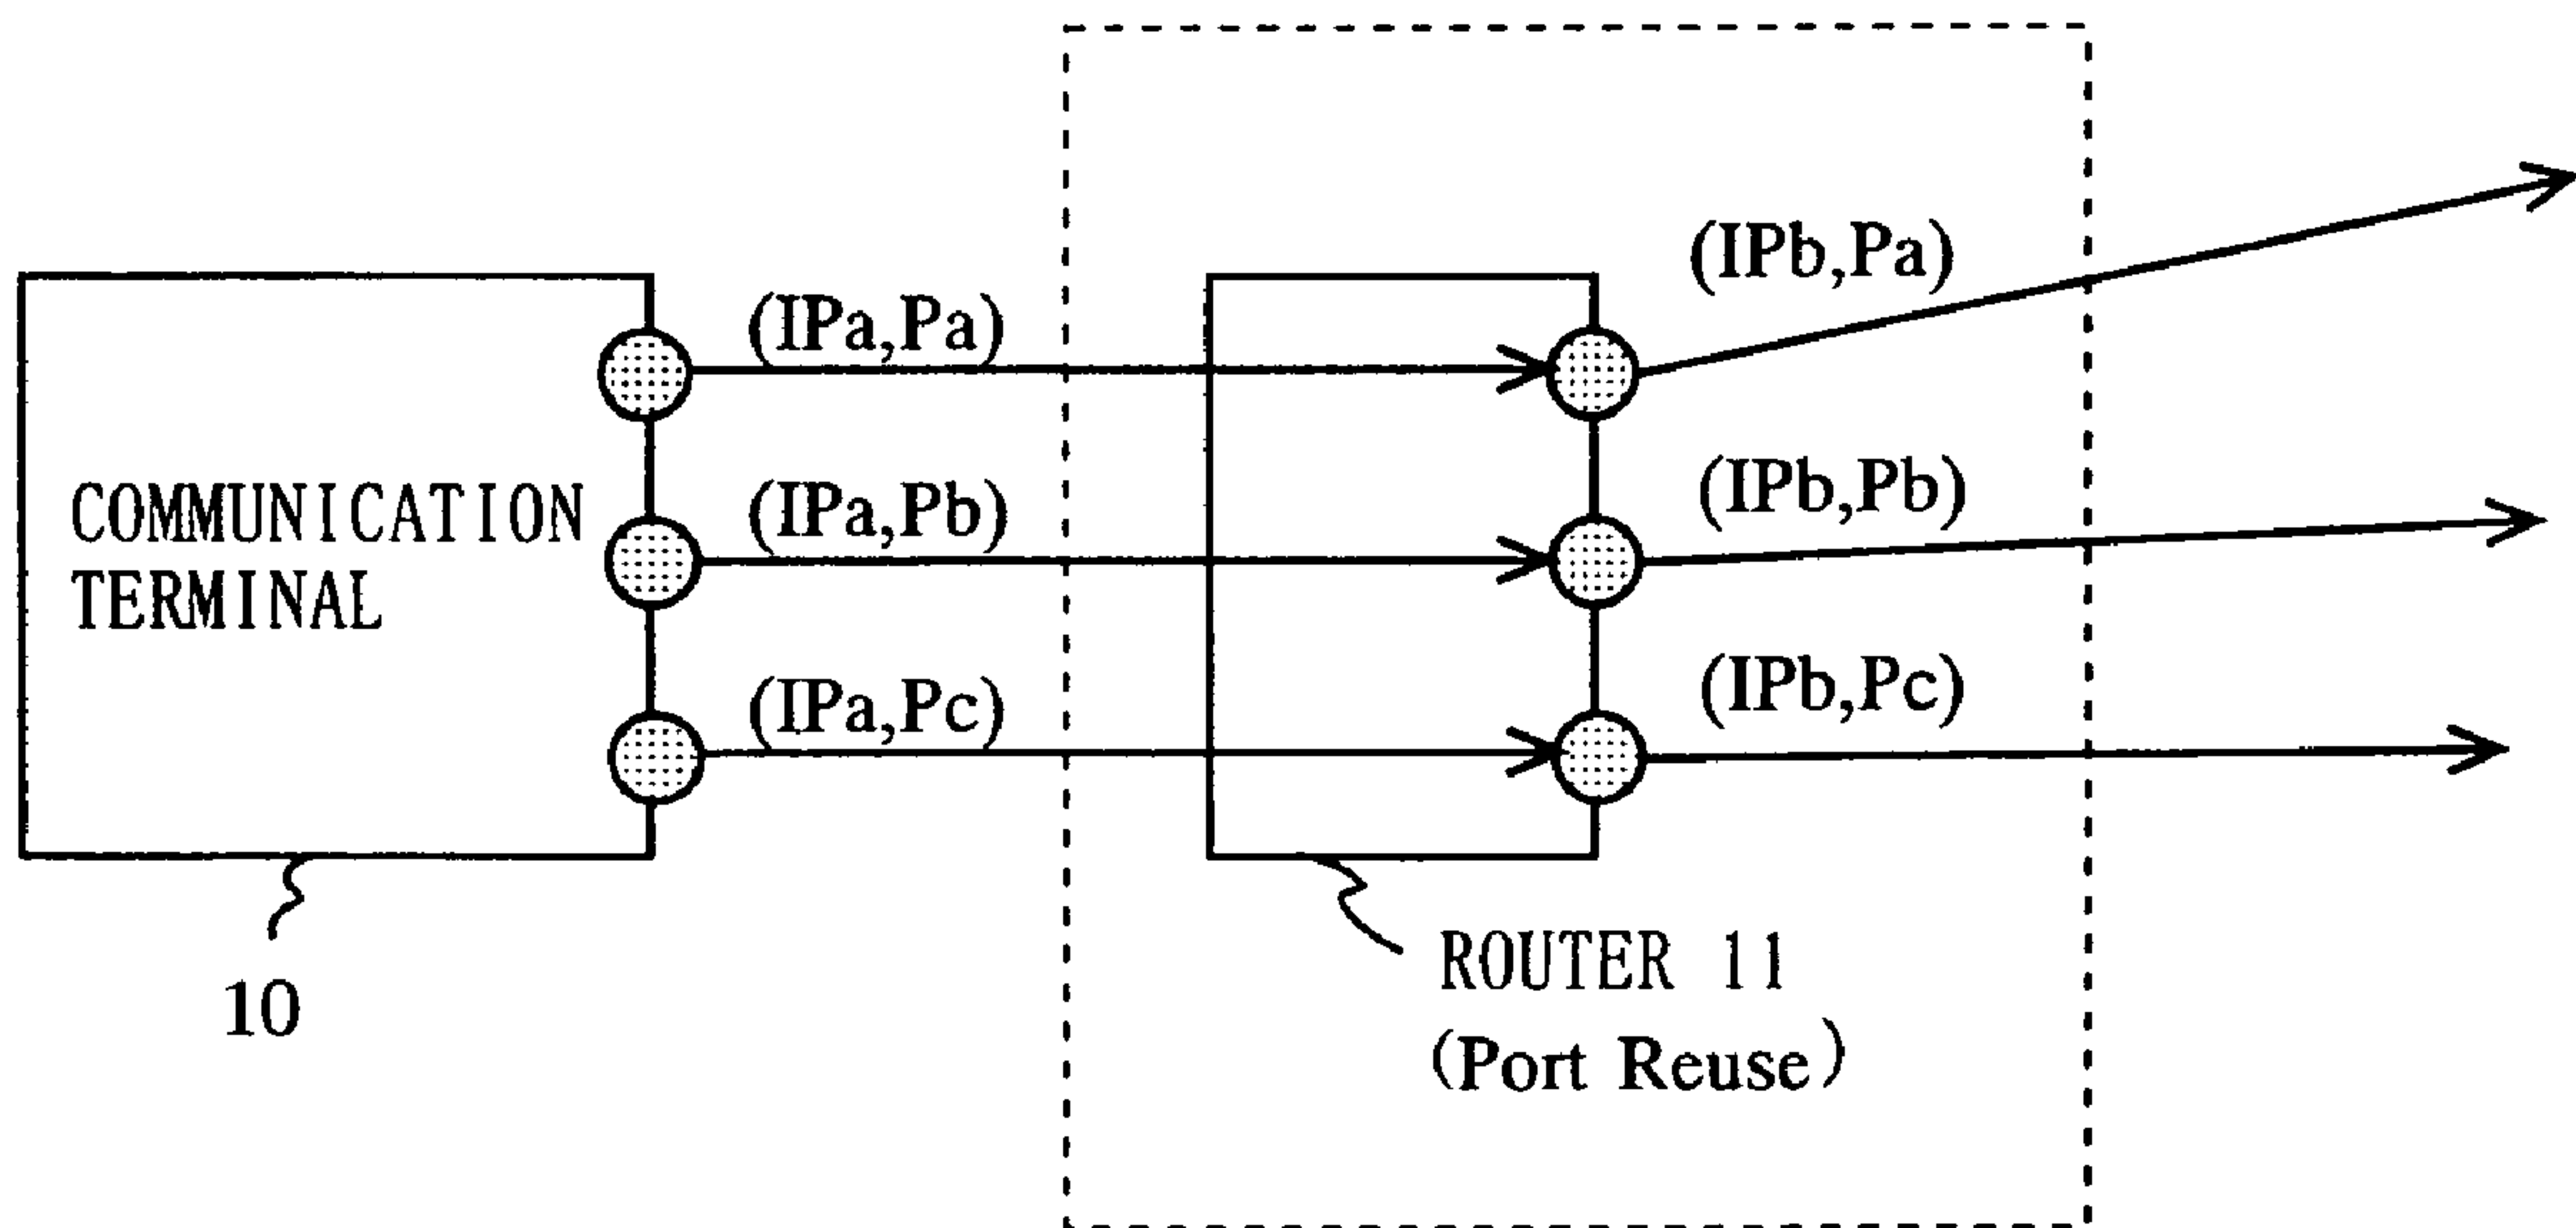 (IPb,Pa)
(IPa,Pa)
COMMUNICATION
TERMINAL
(IPa,Pb)
(IPb,Pb)
(IPa,Pc)
(IPb,Pc)
10
ROUTER 11
(Port Reuse)